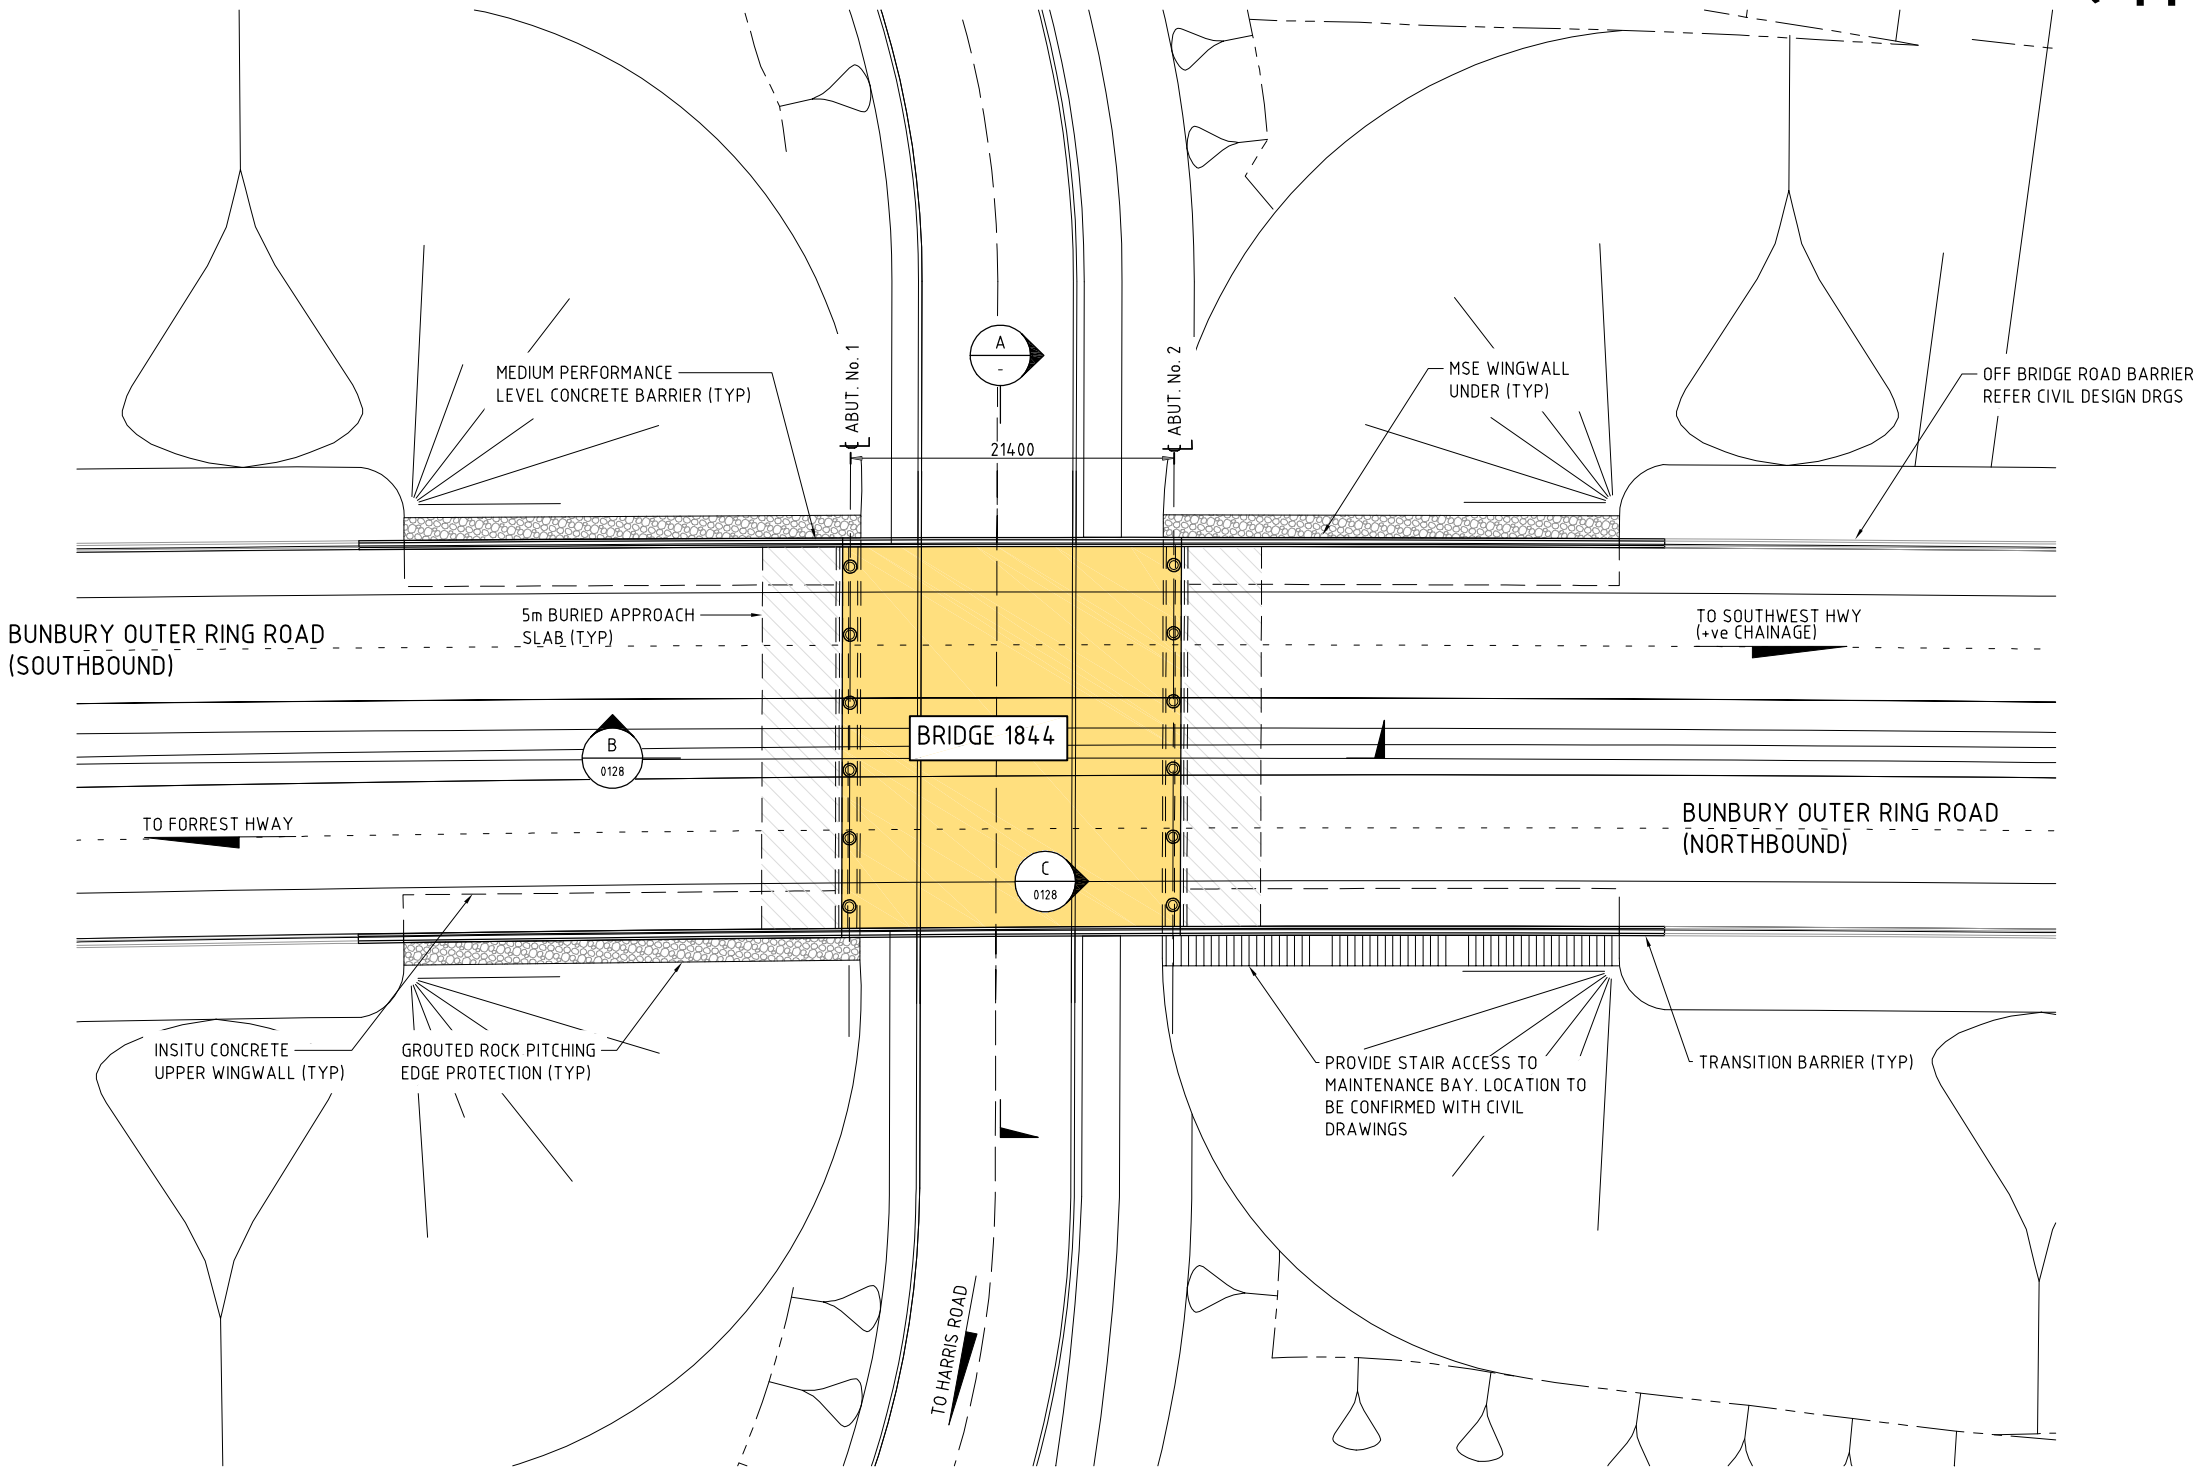 A
-
ABUT. No. 1
ABUT. No. 2
21400
MEDIUM PERFORMANCE
LEVEL CONCRETE BARRIER (TYP)
MSE WINGWALL
UNDER (TYP)
OFF BRIDGE ROAD BARRIER
REFER CIVIL DESIGN DRGS
5m BURIED APPROACH
SLAB (TYP)
BUNBURY OUTER RING ROAD
(SOUTHBOUND)
TO SOUTHWEST HWY
(+ve CHAINAGE)
BRIDGE 1844
B
0128
TO FORREST HWAY
BUNBURY OUTER RING ROAD
(NORTHBOUND)
C
0128
INSITU CONCRETE
UPPER WINGWALL (TYP)
GROUTED ROCK PITCHING
EDGE PROTECTION (TYP)
PROVIDE STAIR ACCESS TO
MAINTENANCE BAY. LOCATION TO
BE CONFIRMED WITH CIVIL
DRAWINGS
TRANSITION BARRIER (TYP)
TO HARRIS ROAD